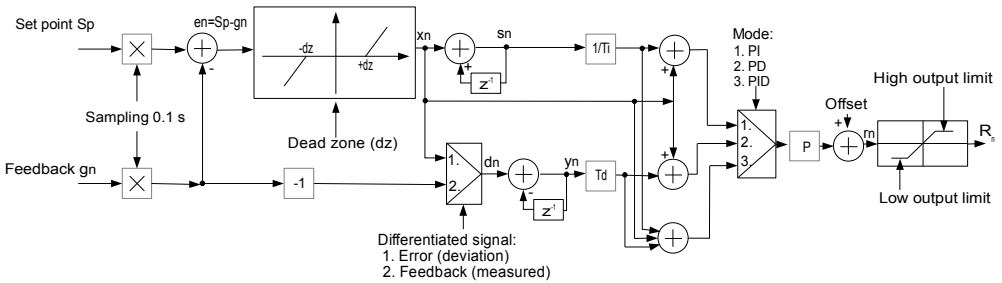 Set point Sp
en=Sp-gn
-
-dz
+dz
Dead zone (dz)
xn
+
z-1
sn
1/Ti
+
Mode:
1. PI
2. PD
3. PID
1.
2.
3.
P
Offset
+
rn
High output limit
Rn
Low output limit
Sampling 0.1 s
Feedback gn
-1
1.
2.
dn
-
z-1
yn
Td
+
Differentiated signal:
1. Error (deviation)
2. Feedback (measured)